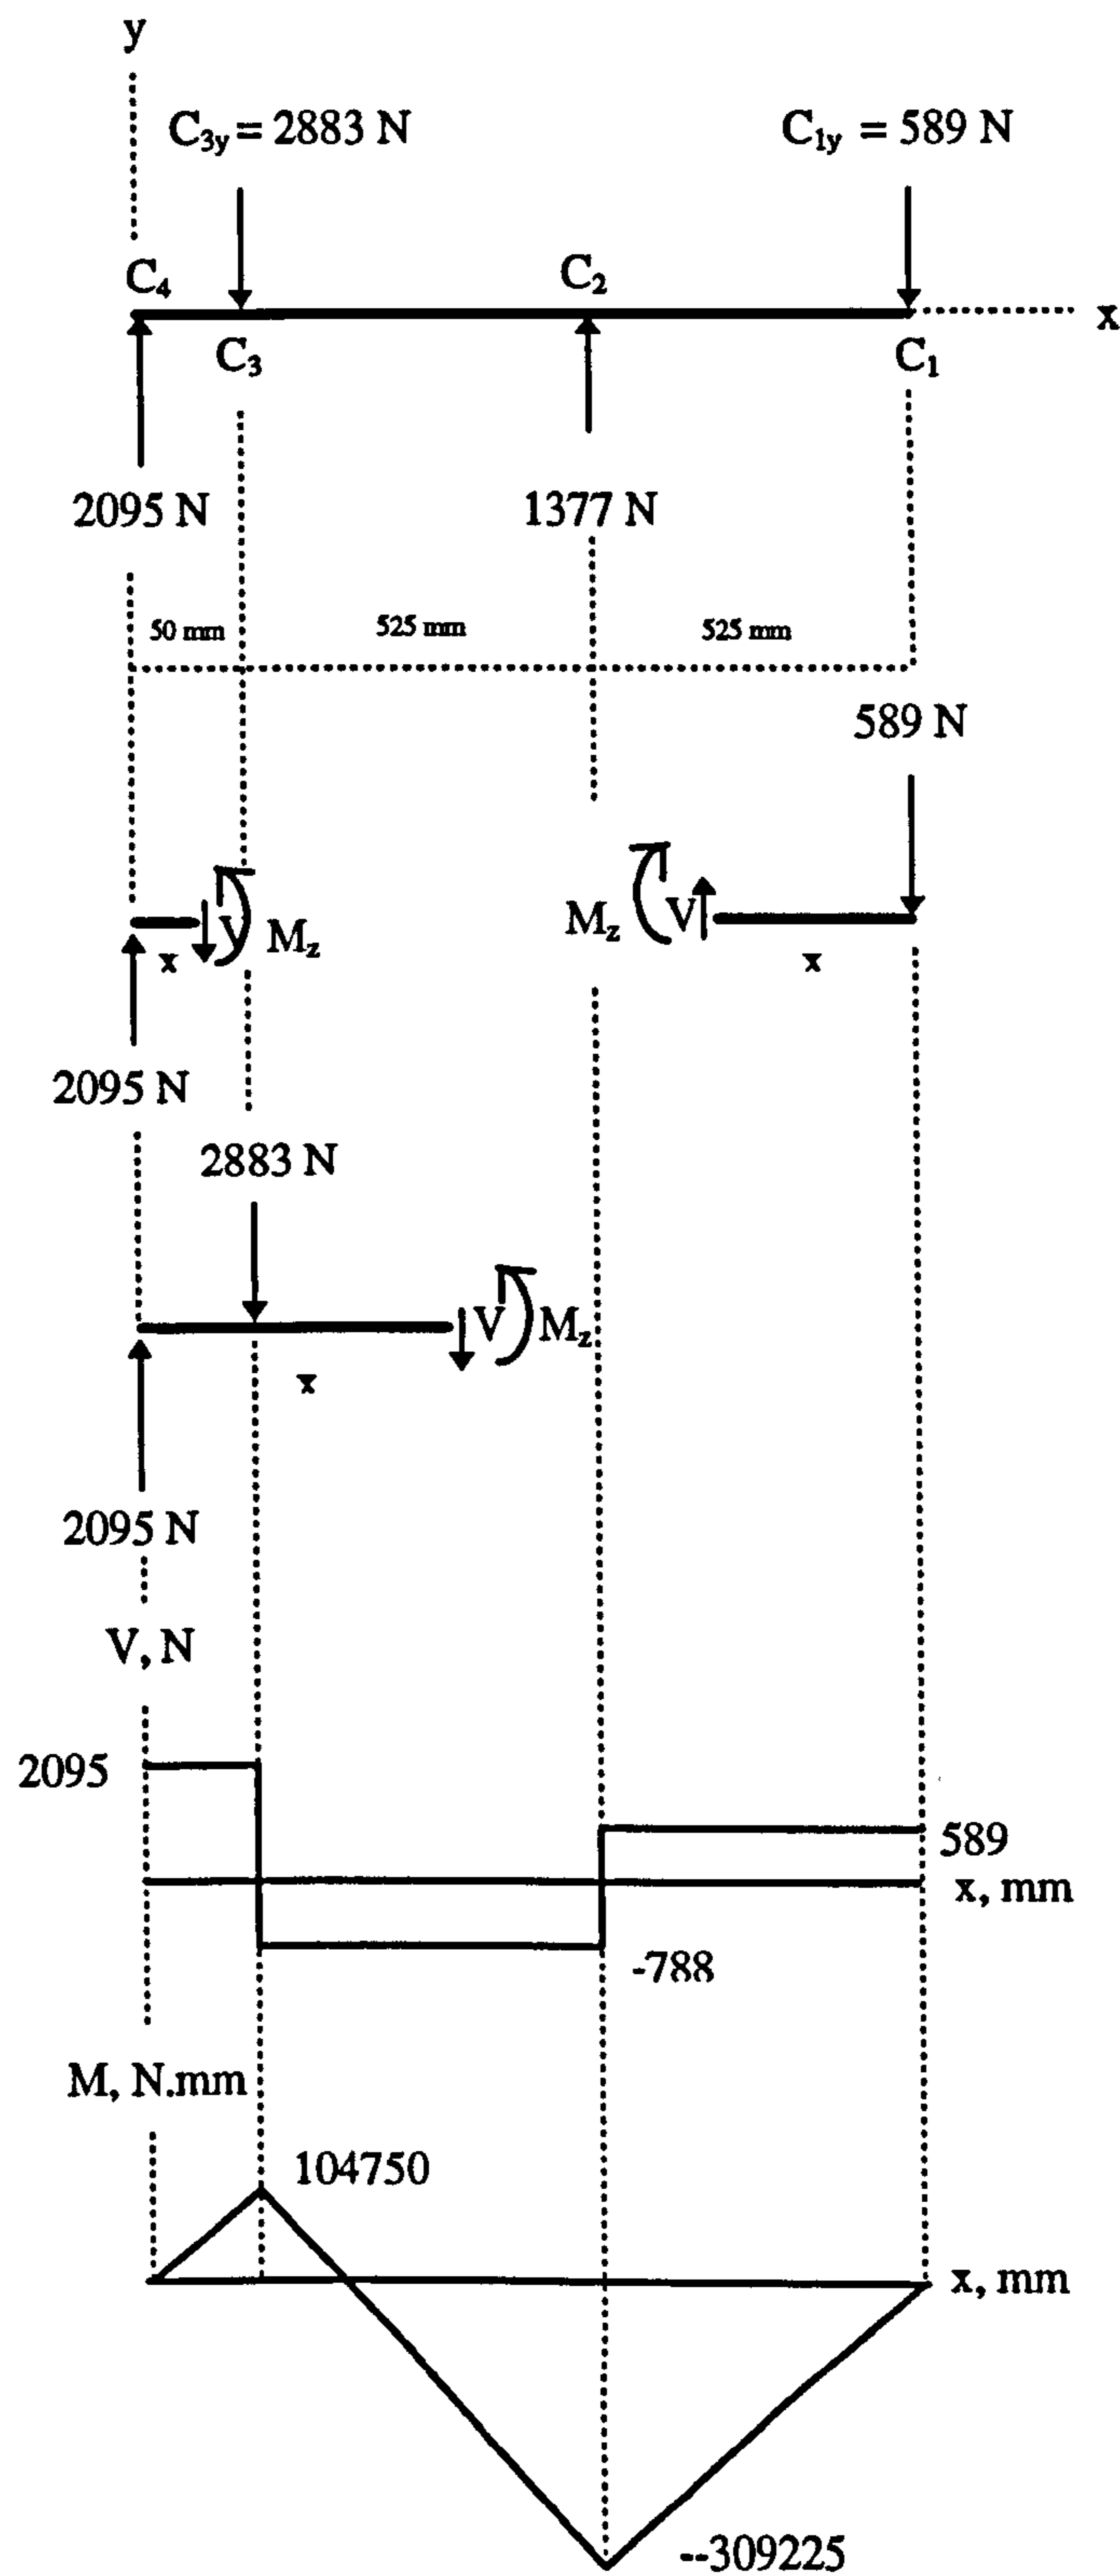 y
C₃y = 2883 N C₁y = 589 N
C₄ C₂
x
C₃ C₁
2095 N 1377 N
50 mm 525 mm 525 mm
589 N
V Mz Mz V
x x
2095 N
2883 N
V Mz
x
2095 N
V, N
2095
589
x, mm
-788
M, N.mm
104750
x, mm
--309225